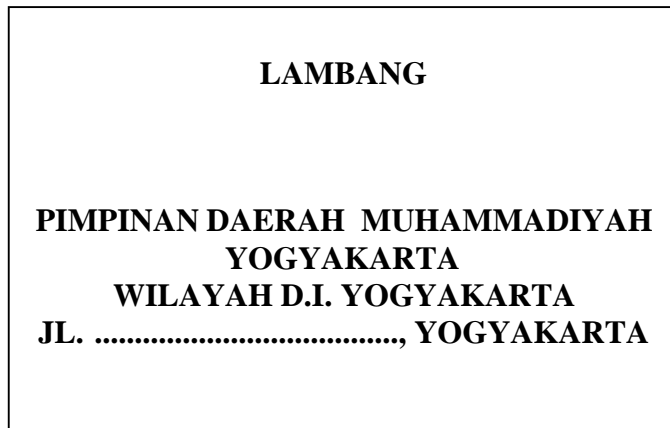 LAMBANG
PIMPINAN DAERAH MUHAMMADIYAH
YOGYAKARTA
WILAYAH D.I. YOGYAKARTA
JL. ......................................, YOGYAKARTA